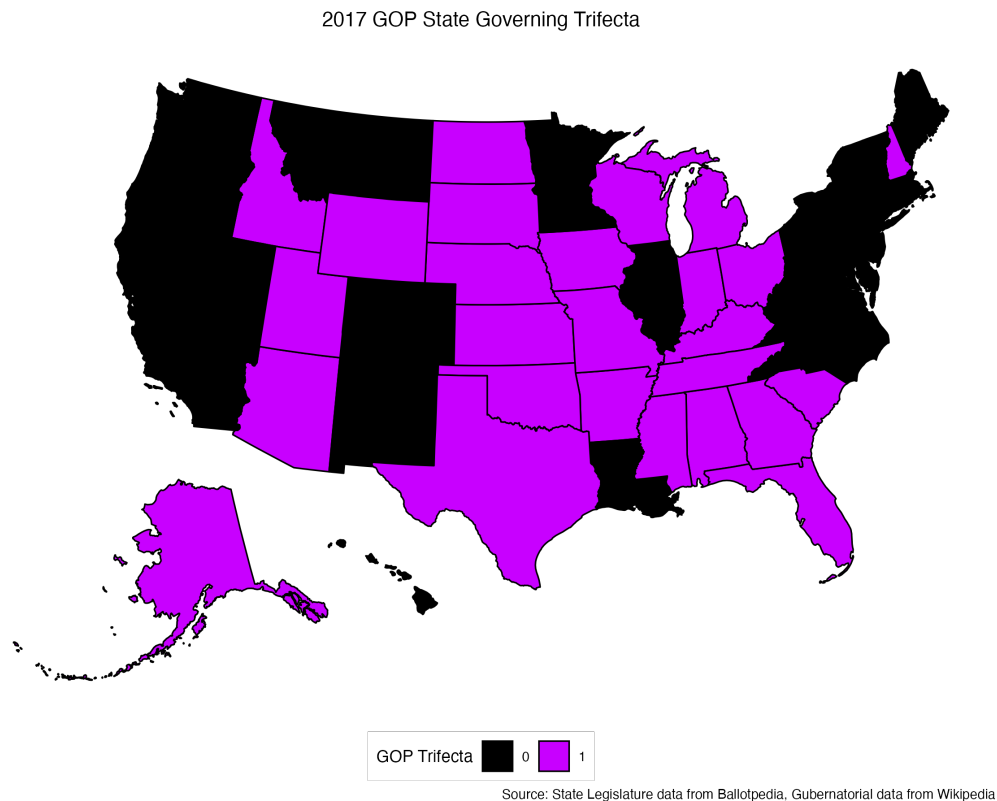 2017 GOP State Governing Trifecta
GOP Trifecta 0 1
Source: State Legislature data from Ballotpedia, Gubernatorial data from Wikipedia